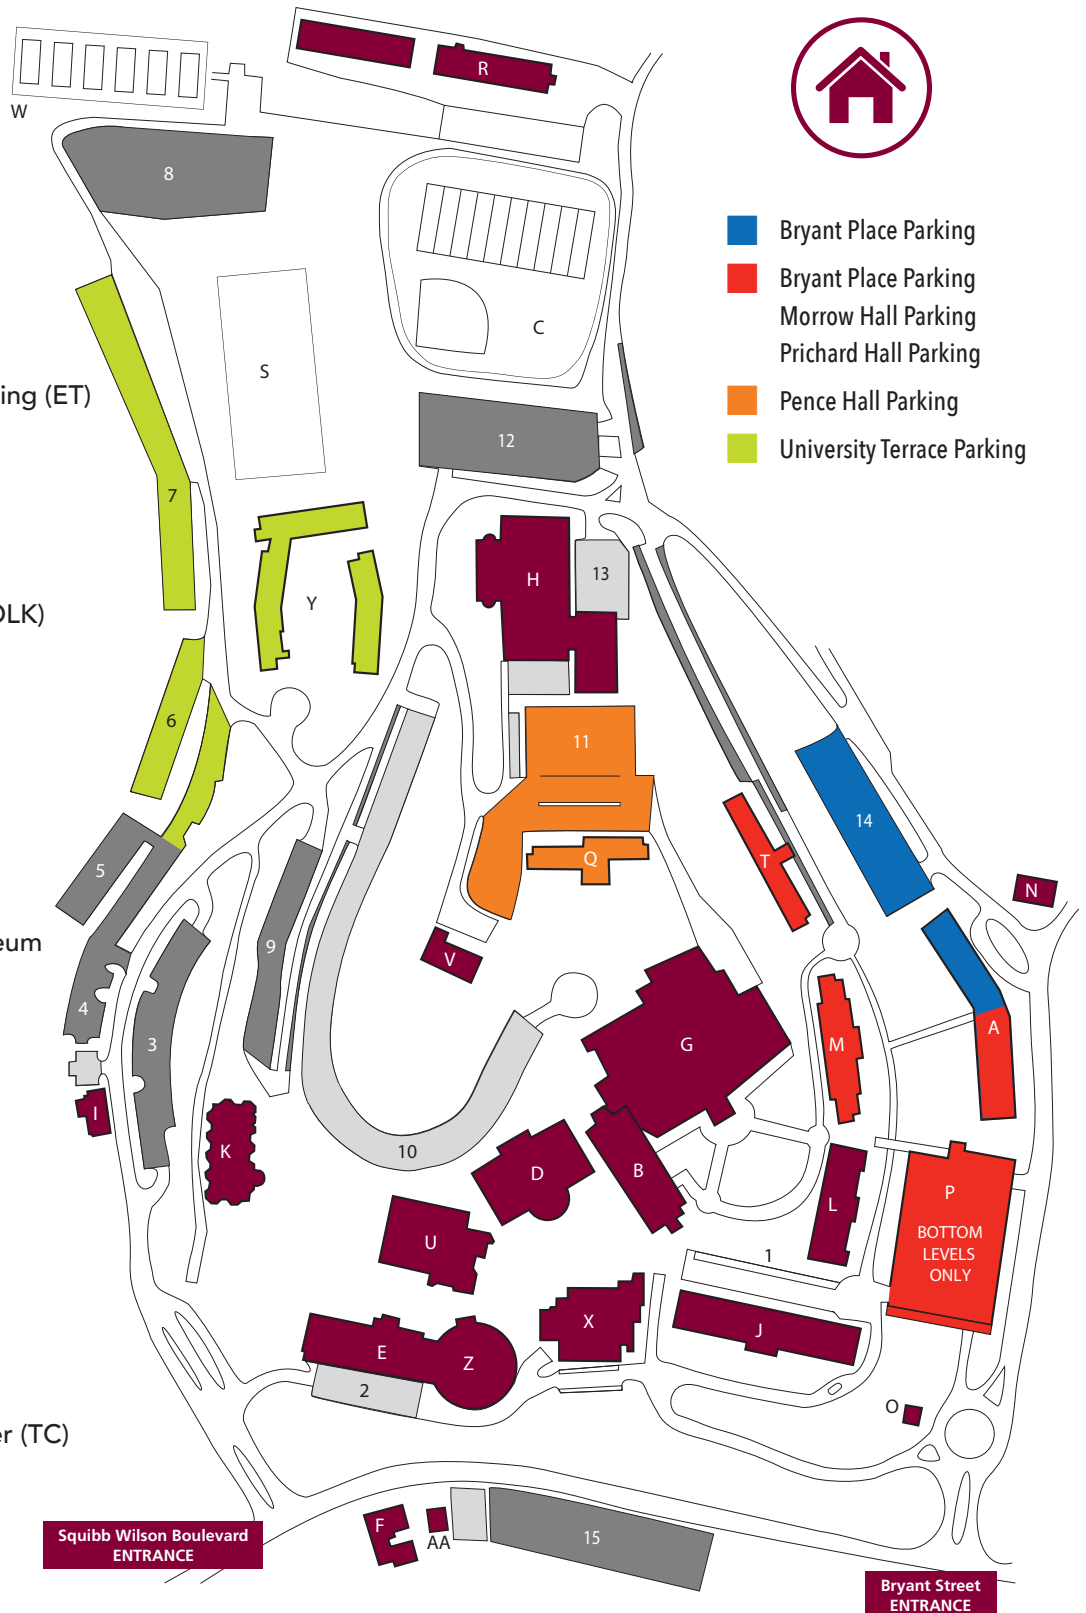 R
W
8
Bryant Place Parking
Bryant Place Parking
Morrow Hall Parking
Prichard Hall Parking
Pence Hall Parking
University Terrace Parking
C
S
ing (ET)
12
7
H
13
Y
OLK)
6
11
14
5
Q
T
N
eum
9
V
4
3
G
M
A
I
K
10
D
B
P
BOTTOM
LEVELS
ONLY
L
U
1
X
J
E
Z
2
O
er (TC)
F
AA
15
Squibb Wilson Boulevard
ENTRANCE
Bryant Street
ENTRANCE